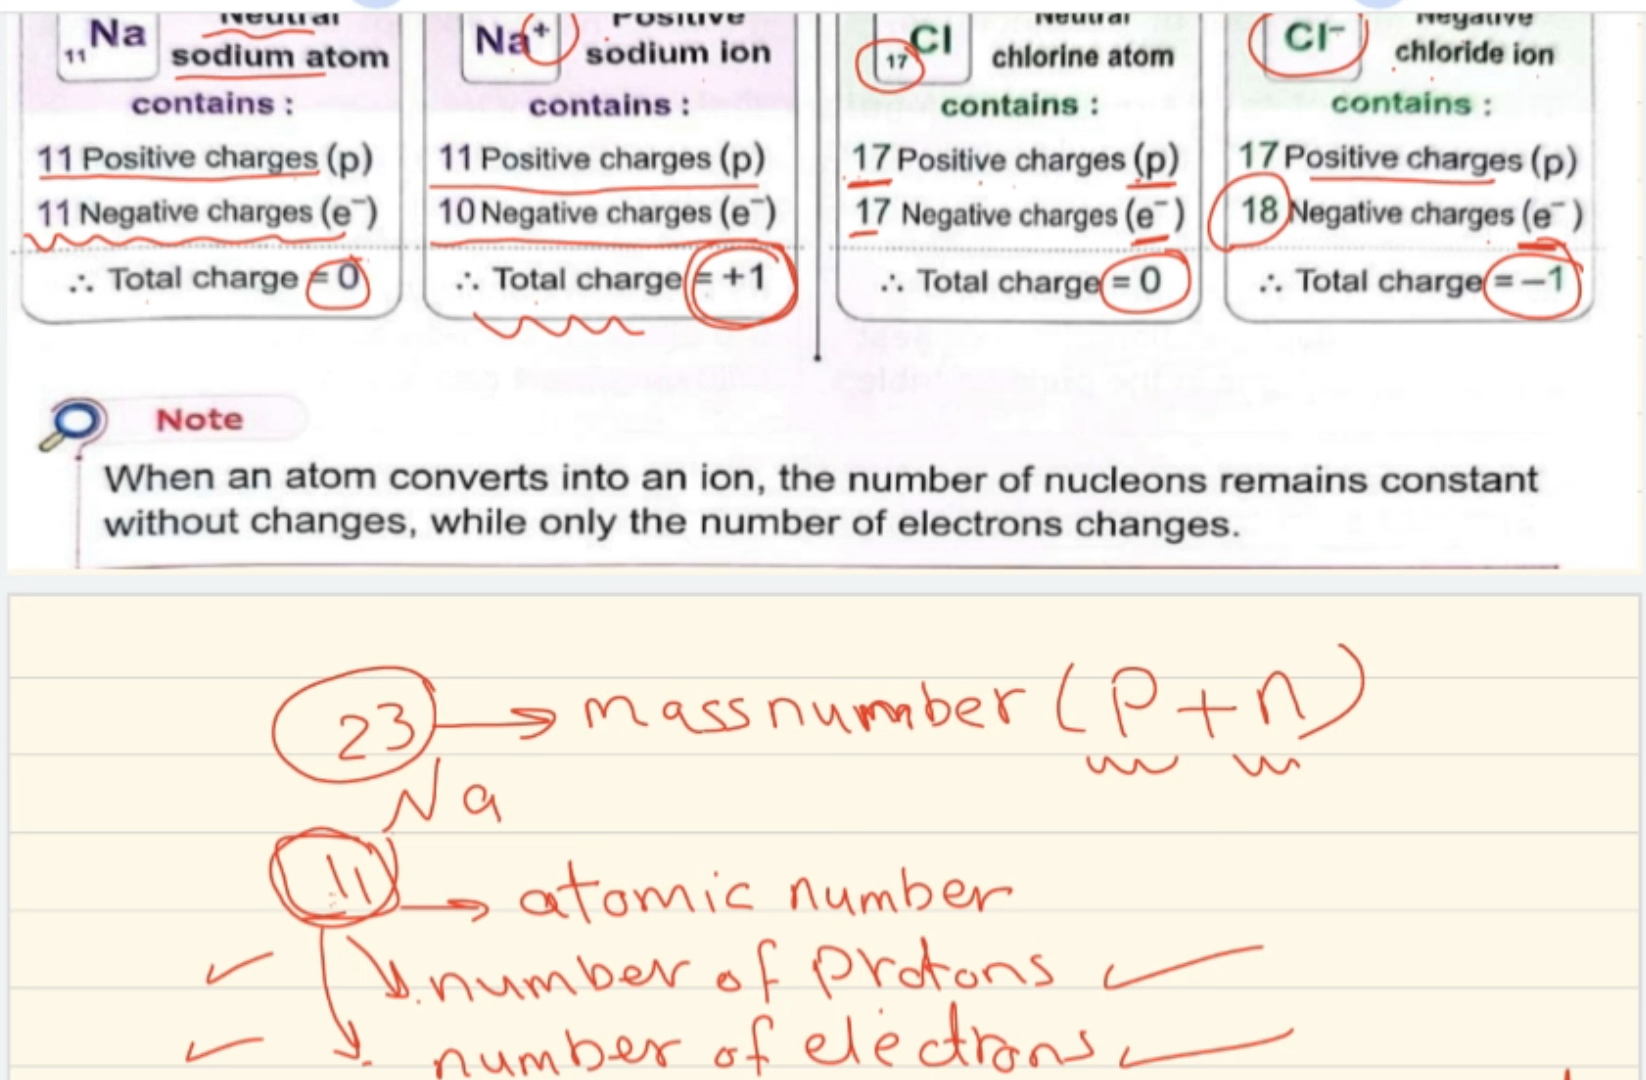 11 Na
Neutral
sodium atom
contains :
11 Positive charges (p)
11 Negative charges (e⁻)
∴ Total charge = 0
Na⁺
Positive
sodium ion
contains :
11 Positive charges (p)
10 Negative charges (e⁻)
∴ Total charge = +1
17 Cl
Neutral
chlorine atom
contains :
17 Positive charges (p)
17 Negative charges (e⁻)
∴ Total charge = 0
Cl⁻
Negative
chloride ion
contains :
17 Positive charges (p)
18 Negative charges (e⁻)
∴ Total charge = −1
Note
When an atom converts into an ion, the number of nucleons remains constant
without changes, while only the number of electrons changes.
23 → mass number (p+n)
Na
11 → atomic number
number of protons
number of electrons